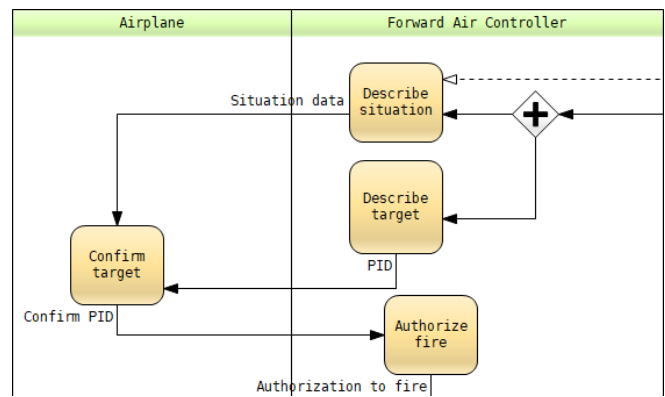 Airplane
Forward Air Controller
Describe
situation
Situation data
Describe
target
Confirm
target
PID
Confirm PID
Authorize
fire
Authorization to fire